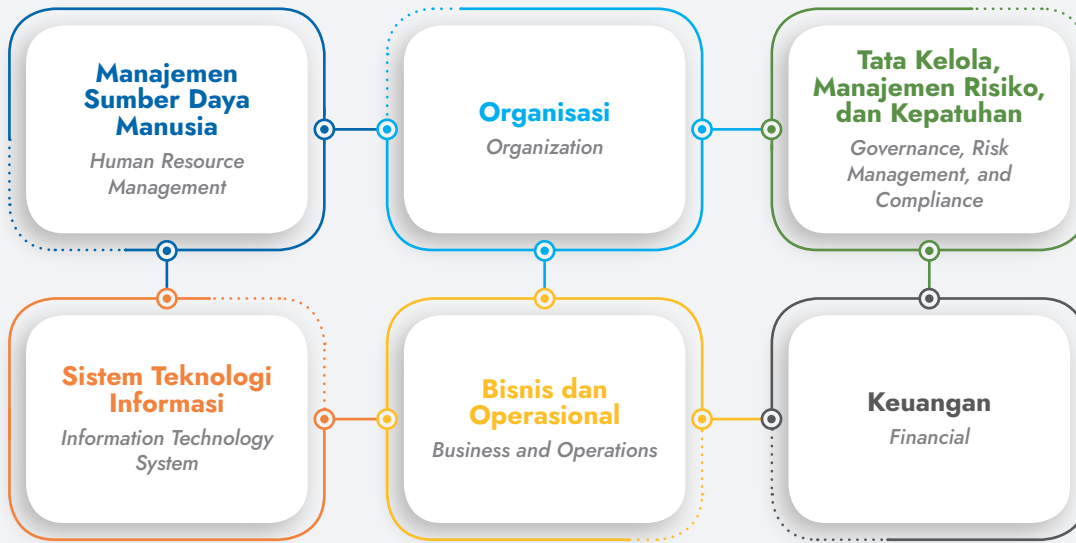 Manajemen
Sumber Daya
Manusia
Human Resource
Management
Organisasi
Organization
Tata Kelola,
Manajemen Risiko,
dan Kepatuhan
Governance, Risk
Management, and
Compliance
Sistem Teknologi
Informasi
Information Technology
System
Bisnis dan
Operasional
Business and Operations
Keuangan
Financial